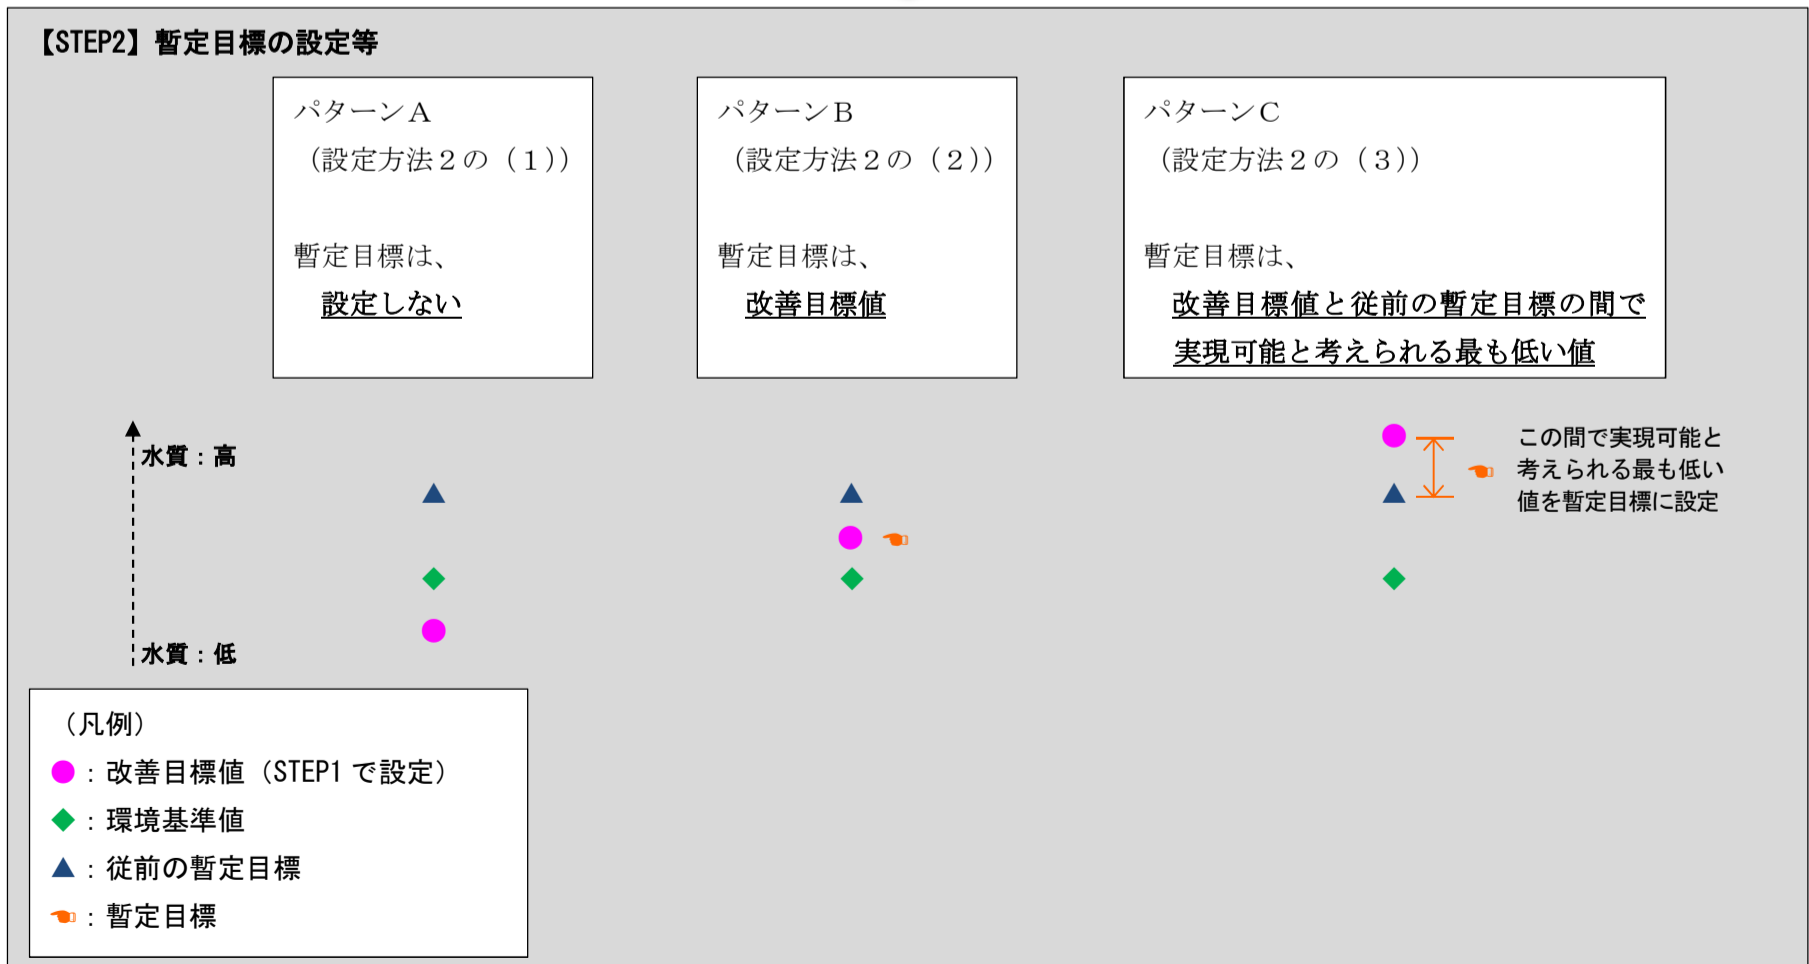 【STEP2】暫定目標の設定等
パターンA
（設定方法２の（１））
暫定目標は、
設定しない
パターンB
（設定方法２の（２））
暫定目標は、
改善目標値
パターンC
（設定方法２の（３））
暫定目標は、
改善目標値と従前の暫定目標の間で
実現可能と考えられる最も低い値
水質：高
水質：低
この間で実現可能と
考えられる最も低い
値を暫定目標に設定
（凡例）
：改善目標値（STEP1で設定）
：環境基準値
：従前の暫定目標
：暫定目標